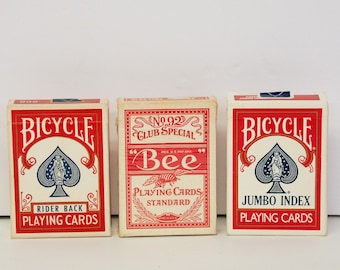 BICYCLE
RIDER BACK
PLAYING CARDS
No. 92
Club Special
"Bee"
PLAYING CARDS
STANDARD
BICYCLE
JUMBO INDEX
PLAYING CARDS